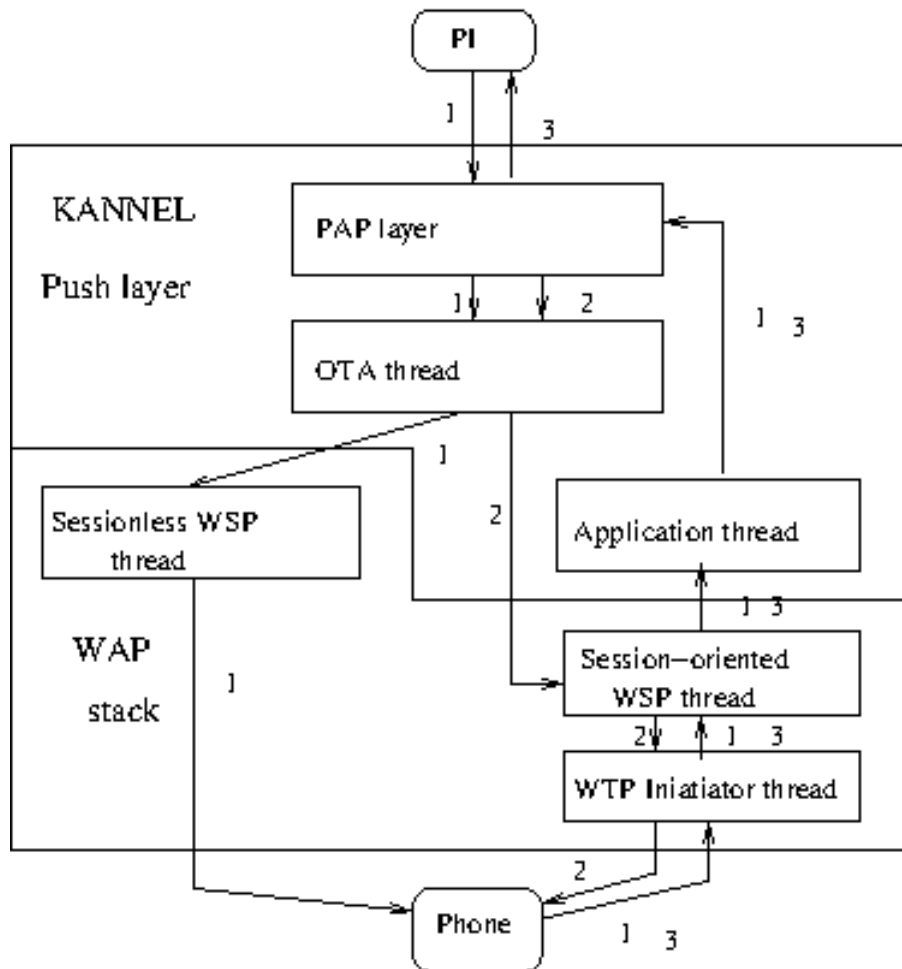 PI
1
3
KANNEL
Push layer
PAP layer
1 2
1 3
OTA thread
1
2
Sessionless WSP
thread
Application thread
1 3
WAP
stack
1
Session-oriented
WSP thread
2 1 3
WTP Iniatiator thread
2
Phone
1 3